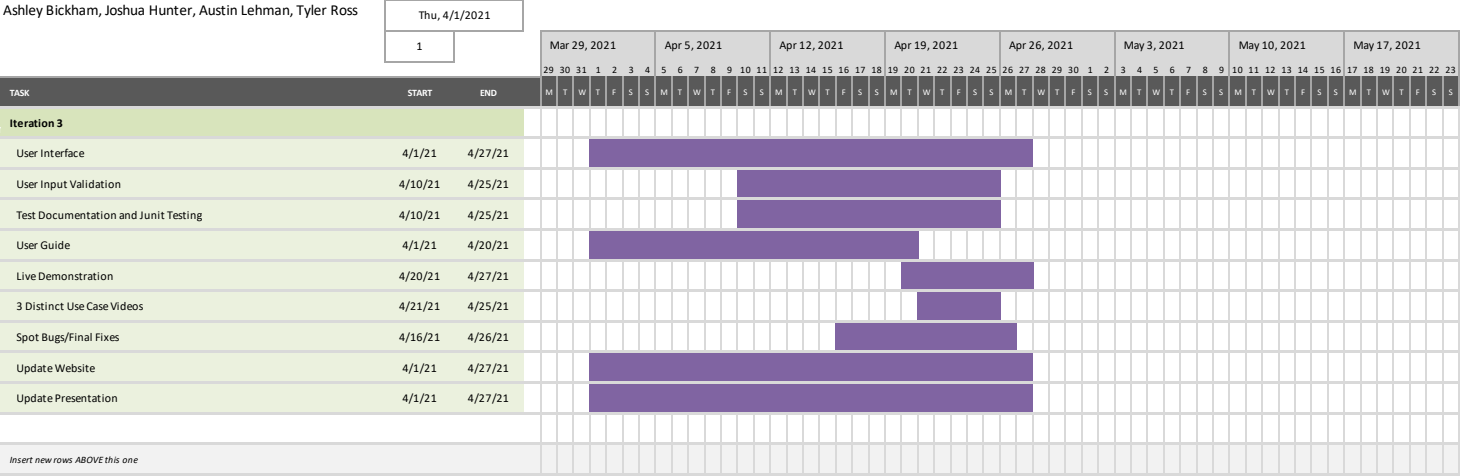 Ashley Bickham, Joshua Hunter, Austin Lehman, Tyler Ross Thu, 4/1/2021
1 Mar 29, 2021 Apr 5, 2021 Apr 12, 2021 Apr 19, 2021 Apr 26, 2021 May 3, 2021 May 10, 2021 May 17, 2021
29 30 31 1 2 3 4 5 6 7 8 9 10 11 12 13 14 15 16 17 18 19 20 21 22 23 24 25 26 27 28 29 30 1 2 3 4 5 6 7 8 9 10 11 12 13 14 15 16 17 18 19 20 21 22 23
TASK START END M T W T F S S M T W T F S S M T W T F S S M T W T F S S M T W T F S S M T W T F S S M T W T F S S M T W T F S S
Iteration 3
User Interface 4/1/21 4/27/21
User Input Validation 4/10/21 4/25/21
Test Documentation and Junit Testing 4/10/21 4/25/21
User Guide 4/1/21 4/20/21
Live Demonstration 4/20/21 4/27/21
3 Distinct Use Case Videos 4/21/21 4/25/21
Spot Bugs/Final Fixes 4/16/21 4/26/21
Update Website 4/1/21 4/27/21
Update Presentation 4/1/21 4/27/21
Insert new rows ABOVE this one